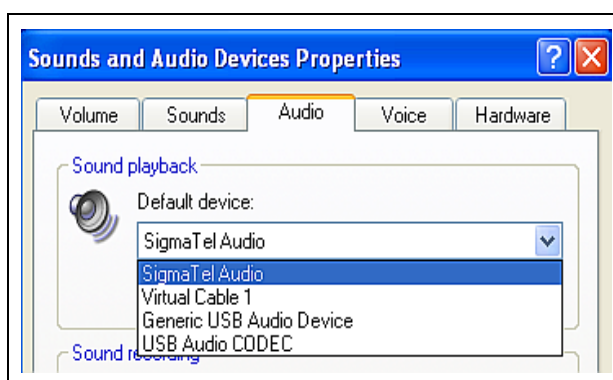 Sounds and Audio Devices Properties
Volume Sounds Audio Voice Hardware
Sound playback
Default device:
SigmaTel Audio
SigmaTel Audio
Virtual Cable 1
Generic USB Audio Device
USB Audio CODEC
Sound recording